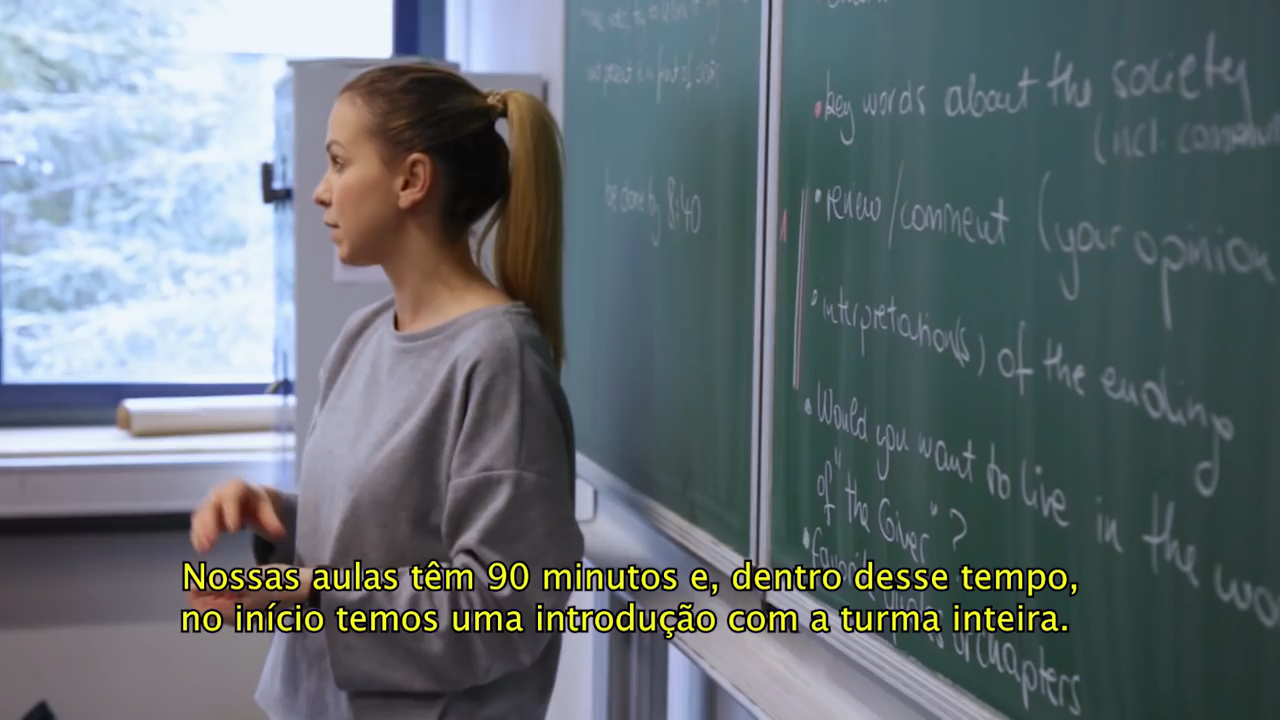 be done by 8:40
• key words about the society
(incl.
• review/comment (your opinion
• interpretation(s) of the ending
• Would you want to live in the
of "the Giver"?
• favorite
or chapters
Nossas aulas têm 90 minutos e, dentro desse tempo,
no início temos uma introdução com a turma inteira.